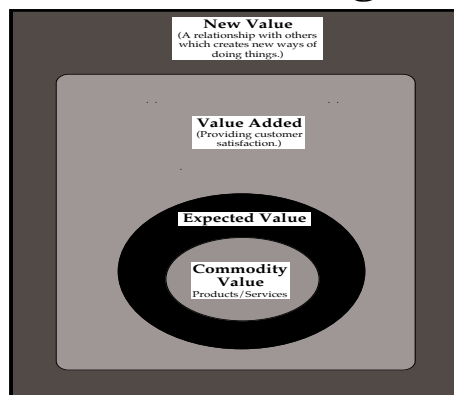 New Value
(A relationship with others
which creates new ways of
doing things.)
Value Added
(Providing customer
satisfaction.)
Expected Value
Commodity
Value
Products/Services